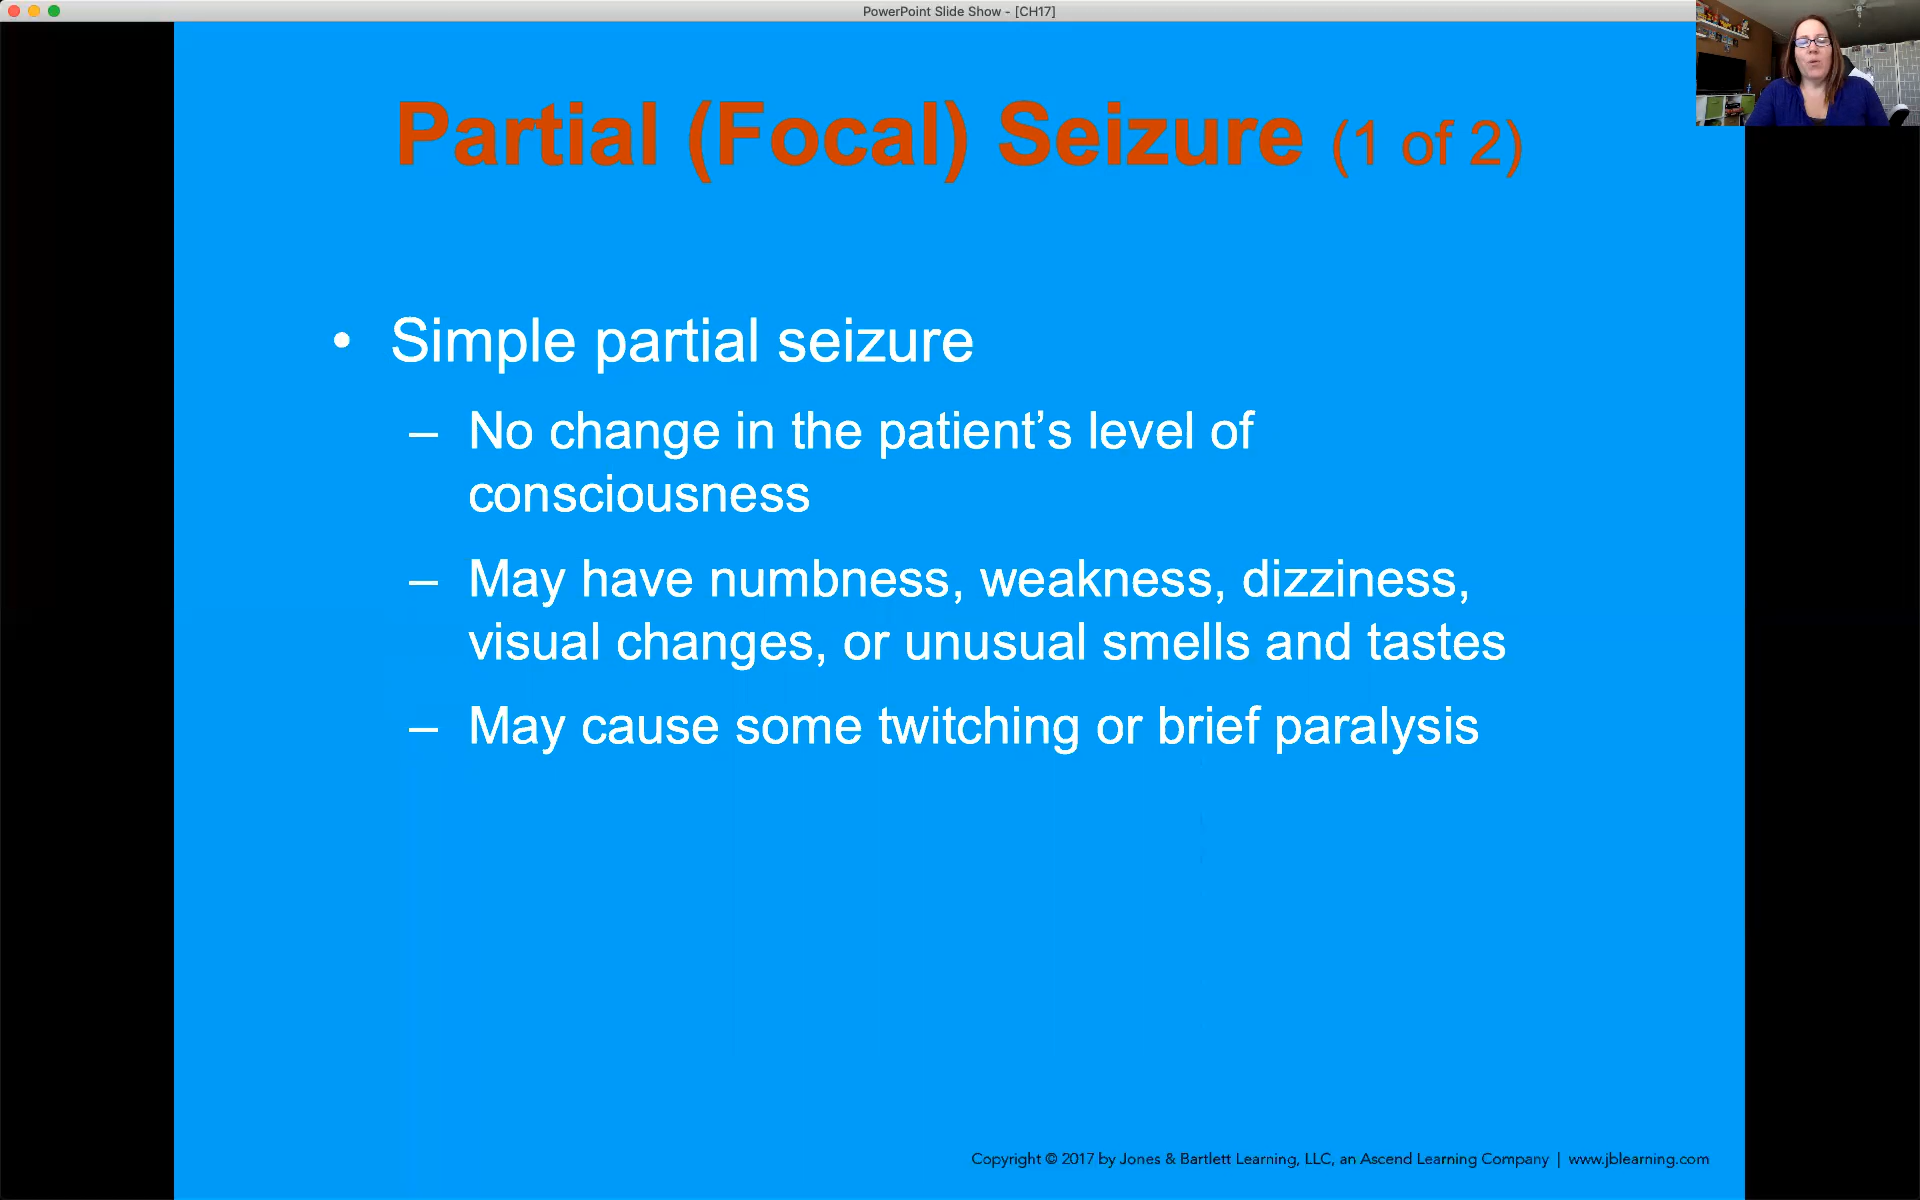 PowerPoint Slide Show - [CH17]
Partial (Focal) Seizure (1 of 2)
• Simple partial seizure
– No change in the patient’s level of
consciousness
– May have numbness, weakness, dizziness,
visual changes, or unusual smells and tastes
– May cause some twitching or brief paralysis
Copyright © 2017 by Jones & Bartlett Learning, LLC, an Ascend Learning Company | www.jblearning.com